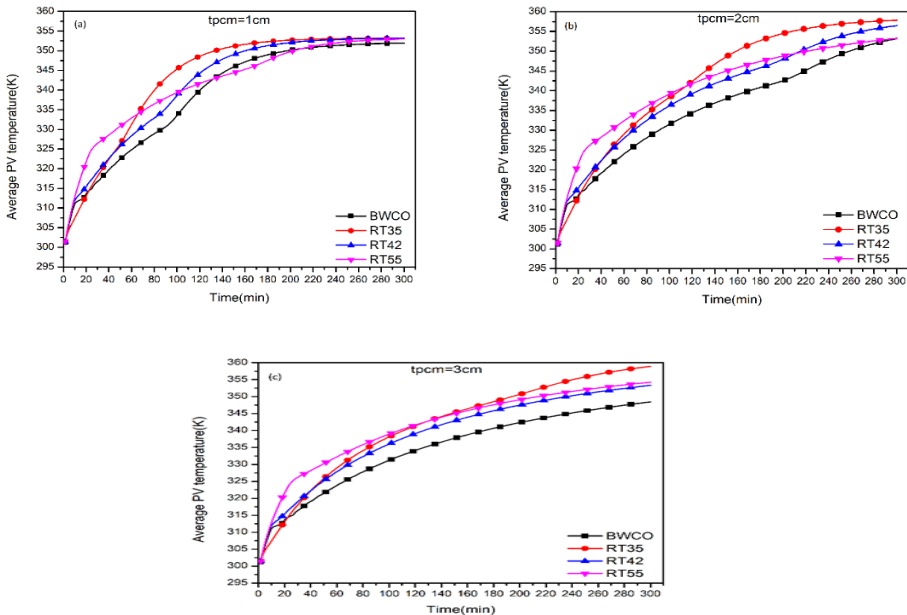 (a)
tpcm=1cm
Average PV temperature(K)
360
355
350
345
340
335
330
325
320
315
310
305
300
295
BWCO
RT35
RT42
RT55
0 20 40 60 80 100 120 140 160 180 200 220 240 260 280 300
Time(min)
(b)
tpcm=2cm
Average PV temperature(K)
360
355
350
345
340
335
330
325
320
315
310
305
300
295
BWCO
RT35
RT42
RT55
0 20 40 60 80 100 120 140 160 180 200 220 240 260 280 300
Time(min)
(c)
tpcm=3cm
Average PV temperature(K)
360
355
350
345
340
335
330
325
320
315
310
305
300
295
BWCO
RT35
RT42
RT55
0 20 40 60 80 100 120 140 160 180 200 220 240 260 280 300
Time(min)